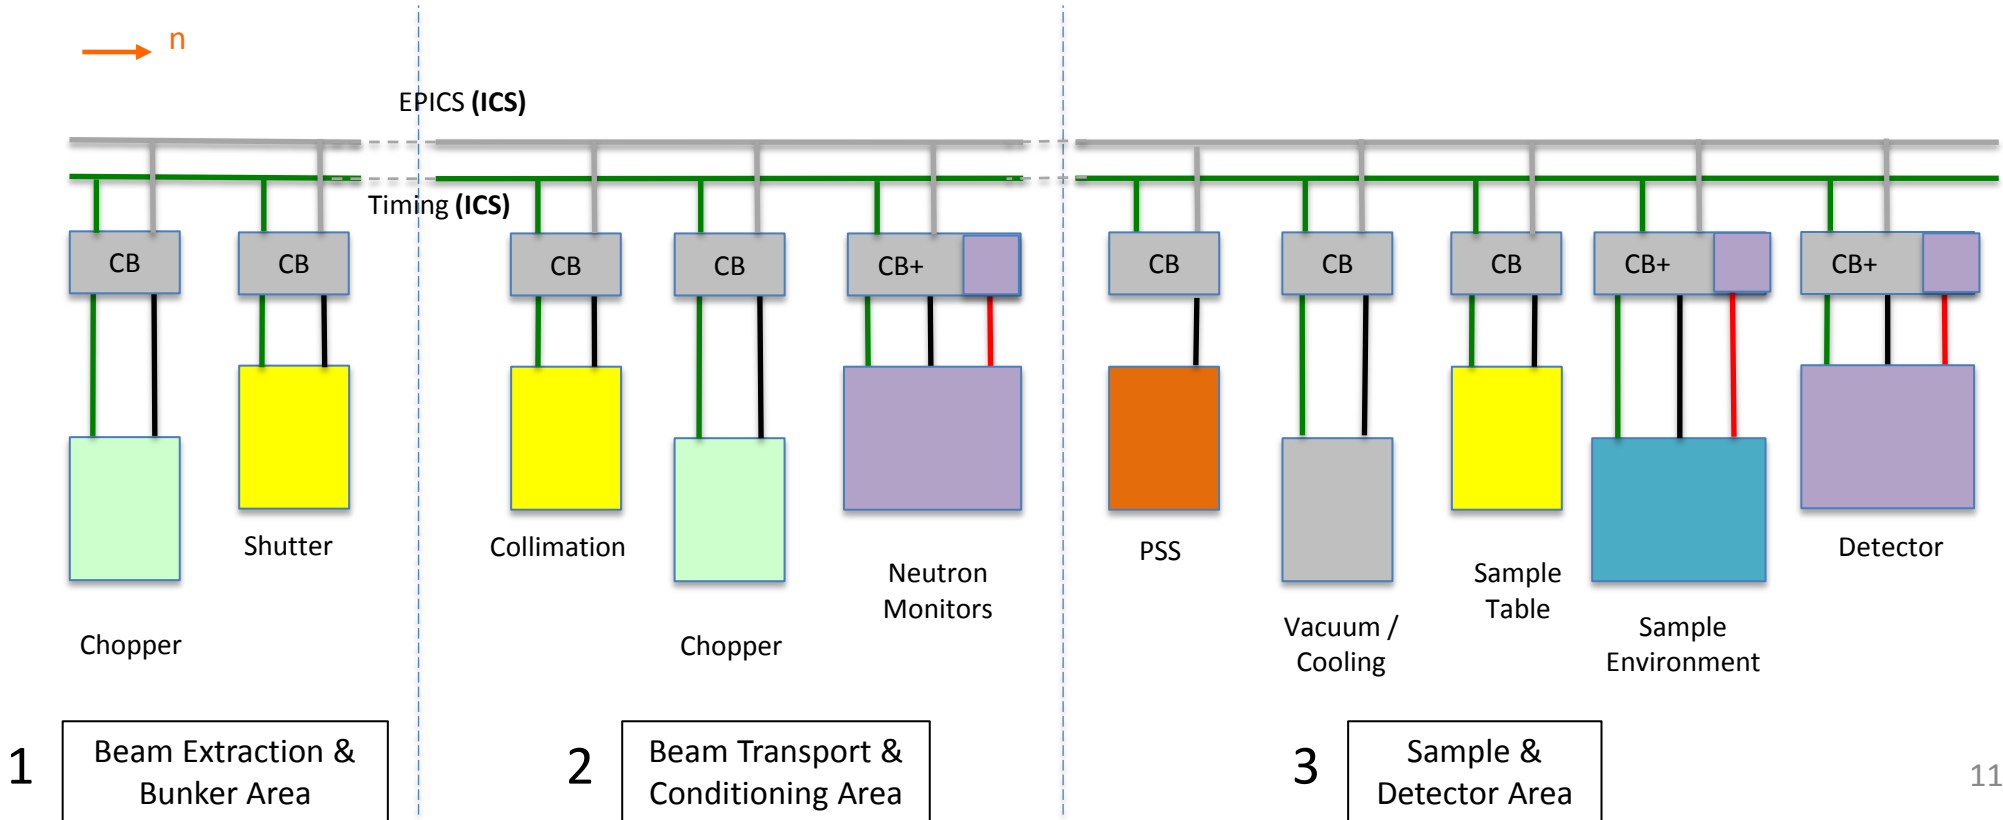 n
EPICS (ICS)
Timing (ICS)
CB
CB
CB
CB
CB+
CB
CB
CB
CB+
CB+
Chopper
Shutter
Collimation
Chopper
Neutron
Monitors
PSS
Vacuum /
Cooling
Sample
Table
Sample
Environment
Detector
1
Beam Extraction &
Bunker Area
2
Beam Transport &
Conditioning Area
3
Sample &
Detector Area
11